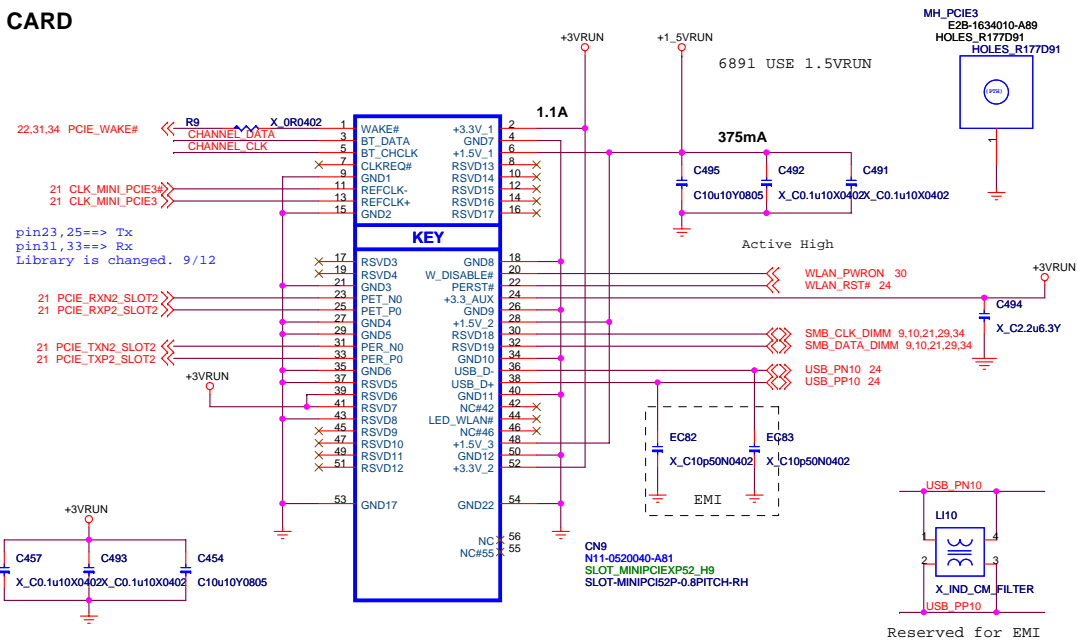 CARD
MH_PCIE3
E2B-1634010-A89
HOLES_R177D91
HOLES_R177D91
(PTH)
1
+3VRUN
+1_5VRUN
6891 USE 1.5VRUN
1.1A
375mA
22,31,34 PCIE_WAKE#
R9
X_0R0402
CHANNEL_DATA
CHANNEL_CLK
21 CLK_MINI_PCIE3#
21 CLK_MINI_PCIE3
1 WAKE# +3.3V_1 2
3 BT_DATA GND7 4
5 BT_CHCLK +1.5V_1 6
7 CLKREQ# RSVD13 8
9 GND1 RSVD14 10
11 REFCLK- RSVD15 12
13 REFCLK+ RSVD16 14
15 GND2 RSVD17 16
KEY
C495
C10u10Y0805
C492
X_C0.1u10X0402
C491
X_C0.1u10X0402
pin23,25==> Tx
pin31,33==> Rx
Library is changed. 9/12
Active High
17 RSVD3 GND8 18
19 RSVD4 W_DISABLE# 20
21 GND3 PERST# 22
23 PET_N0 +3.3_AUX 24
25 PET_P0 GND9 26
27 GND4 +1.5V_2 28
29 GND5 RSVD18 30
31 PER_N0 RSVD19 32
33 PER_P0 GND10 34
35 GND6 USB_D- 36
37 RSVD5 USB_D+ 38
39 RSVD6 GND11 40
41 RSVD7 NC#42 42
43 RSVD8 LED_WLAN# 44
45 RSVD9 NC#46 46
47 RSVD10 +1.5V_3 48
49 RSVD11 GND12 50
51 RSVD12 +3.3V_2 52
53 GND17 GND22 54
NC 56
NC#55 55
21 PCIE_RXN2_SLOT2
21 PCIE_RXP2_SLOT2
21 PCIE_TXN2_SLOT2
21 PCIE_TXP2_SLOT2
+3VRUN
WLAN_PWRON 30
WLAN_RST# 24
+3VRUN
C494
X_C2.2u6.3Y
SMB_CLK_DIMM 9,10,21,29,34
SMB_DATA_DIMM 9,10,21,29,34
USB_PN10 24
USB_PP10 24
EC82
X_C10p50N0402
EC83
X_C10p50N0402
EMI
CN9
N11-0520040-A81
SLOT_MINIPCIEXP52_H9
SLOT-MINIPCI52P-0.8PITCH-RH
+3VRUN
C457
X_C0.1u10X0402
C493
X_C0.1u10X0402
C454
C10u10Y0805
USB_PN10
LI10
1 4
2 3
X_IND_CM_FILTER
USB_PP10
Reserved for EMI